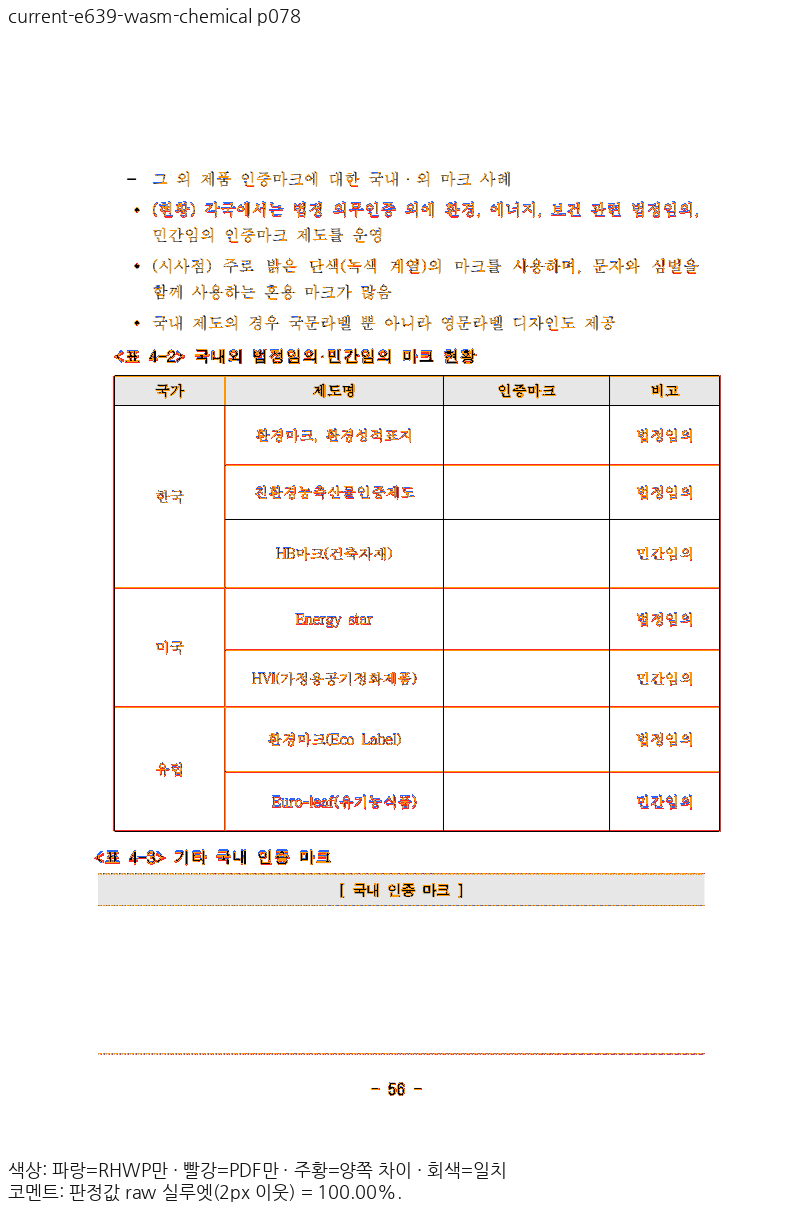 current-e639-wasm-chemical p078
– 그 외 제품 인증마크에 대한 국내·외 마크 사례
• (현황) 각국에서는 법정 의무인증 외에 환경, 에너지, 보건 관련 법정임의,
민간임의 인증마크 제도를 운영
• (시사점) 주로 밝은 단색(녹색 계열)의 마크를 사용하며, 문자와 심벌을
함께 사용하는 혼용 마크가 많음
• 국내 제도의 경우 국문라벨 뿐 아니라 영문라벨 디자인도 제공
<표 4-2> 국내외 법정임의·민간임의 마크 현황
국가 제도명 인증마크 비고
환경마크, 환경성적표지 법정임의
한국 친환경농축산물인증제도 법정임의
HB마크(건축자재) 민간임의
Energy star 법정임의
미국
HVI(가정용공기정화제품) 민간임의
환경마크(Eco Label) 법정임의
유럽
Euro-leaf(유기농식품) 민간임의
<표 4-3> 기타 국내 인증 마크
[ 국내 인증 마크 ]
- 56 -
색상: 파랑=RHWP만 · 빨강=PDF만 · 주황=양쪽 차이 · 회색=일치
코멘트: 판정값 raw 실루엣(2px 이웃) = 100.00%.